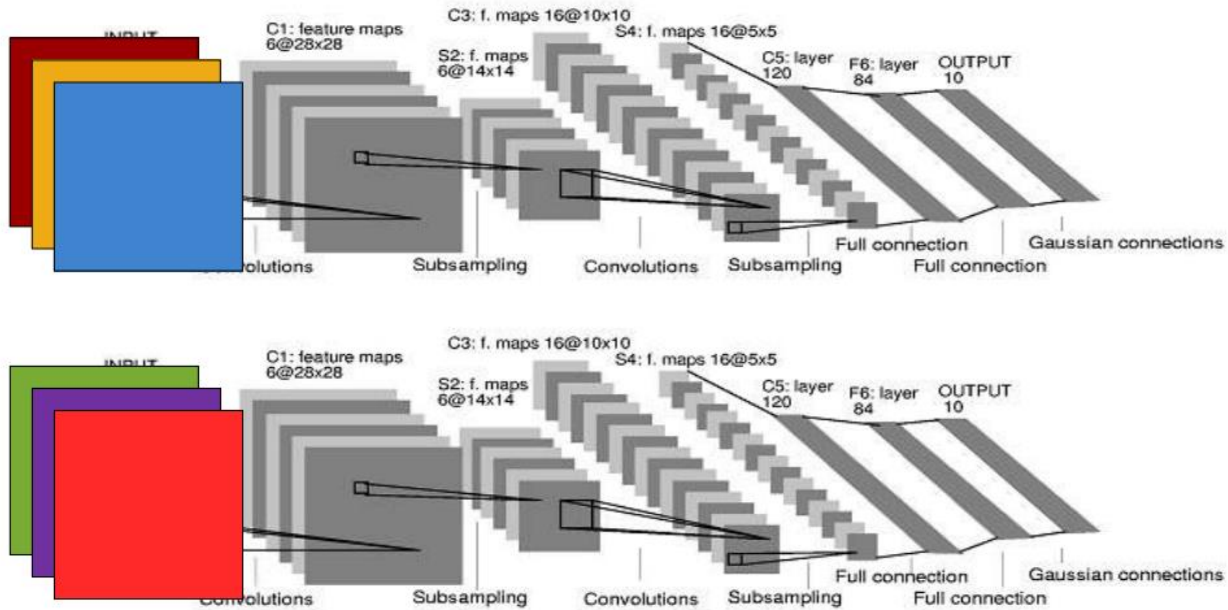 C3: f. maps 16@10x10
C1: feature maps
6@28x28
S4: f. maps 16@5x5
S2: f. maps
6@14x14
C5: layer
120
F6: layer
84
OUTPUT
10
Convolutions
Subsampling
Convolutions
Subsampling
Full connection
Full connection
Gaussian connections
C3: f. maps 16@10x10
C1: feature maps
6@28x28
S4: f. maps 16@5x5
S2: f. maps
6@14x14
C5: layer
120
F6: layer
84
OUTPUT
10
Convolutions
Subsampling
Convolutions
Subsampling
Full connection
Full connection
Gaussian connections